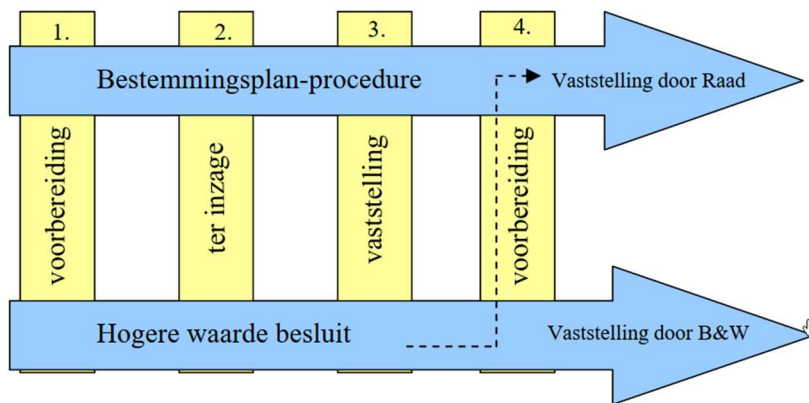 1.
2.
3.
4.
Bestemmingsplan-procedure
Vaststelling door Raad
voorbereiding
ter inzage
vaststelling
voorbereiding
Hogere waarde besluit
Vaststelling door B&W